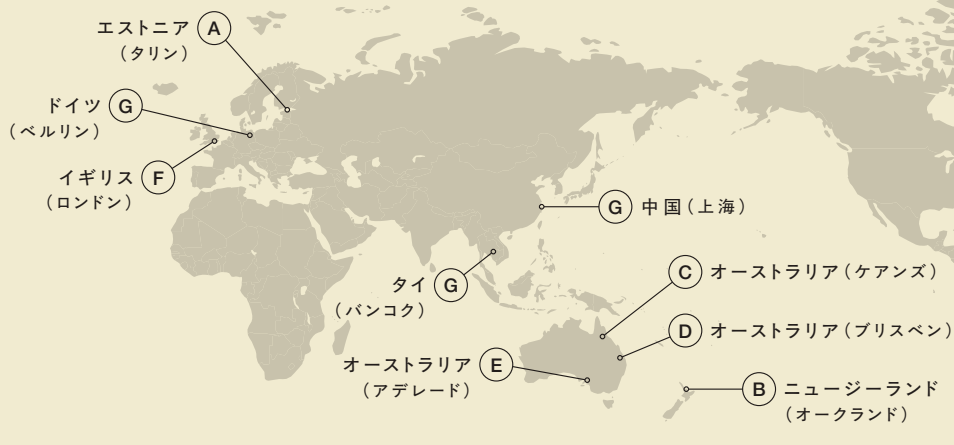 エストニア A
（タリン）
ドイツ G
（ベルリン）
イギリス F
（ロンドン）
G 中国（上海）
タイ G
（バンコク）
C オーストラリア（ケアンズ）
D オーストラリア（ブリスベン）
オーストラリア E
（アデレード）
B ニュージーランド
（オークランド）